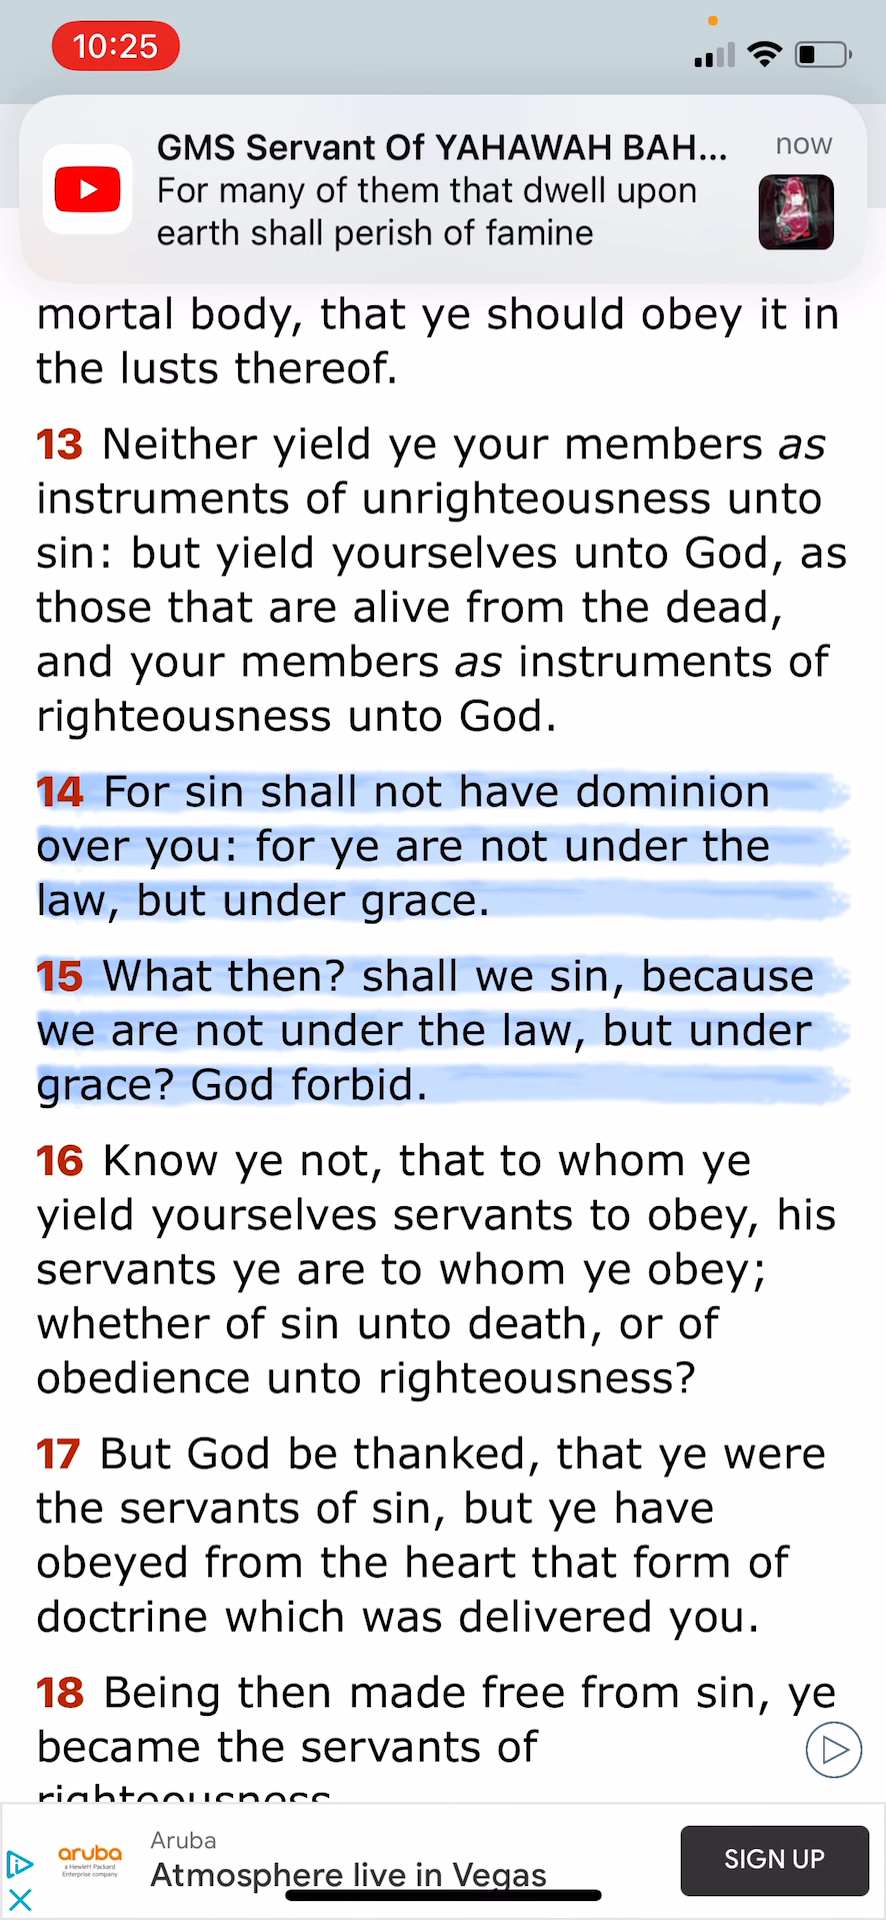 10:25
GMS Servant Of YAHAWAH BAH...
now
For many of them that dwell upon
earth shall perish of famine
mortal body, that ye should obey it in
the lusts thereof.
13 Neither yield ye your members as
instruments of unrighteousness unto
sin: but yield yourselves unto God, as
those that are alive from the dead,
and your members as instruments of
righteousness unto God.
14 For sin shall not have dominion
over you: for ye are not under the
law, but under grace.
15 What then? shall we sin, because
we are not under the law, but under
grace? God forbid.
16 Know ye not, that to whom ye
yield yourselves servants to obey, his
servants ye are to whom ye obey;
whether of sin unto death, or of
obedience unto righteousness?
17 But God be thanked, that ye were
the servants of sin, but ye have
obeyed from the heart that form of
doctrine which was delivered you.
18 Being then made free from sin, ye
became the servants of
righteousness
aruba
a Hewlett Packard
Enterprise company
Aruba
Atmosphere live in Vegas
SIGN UP